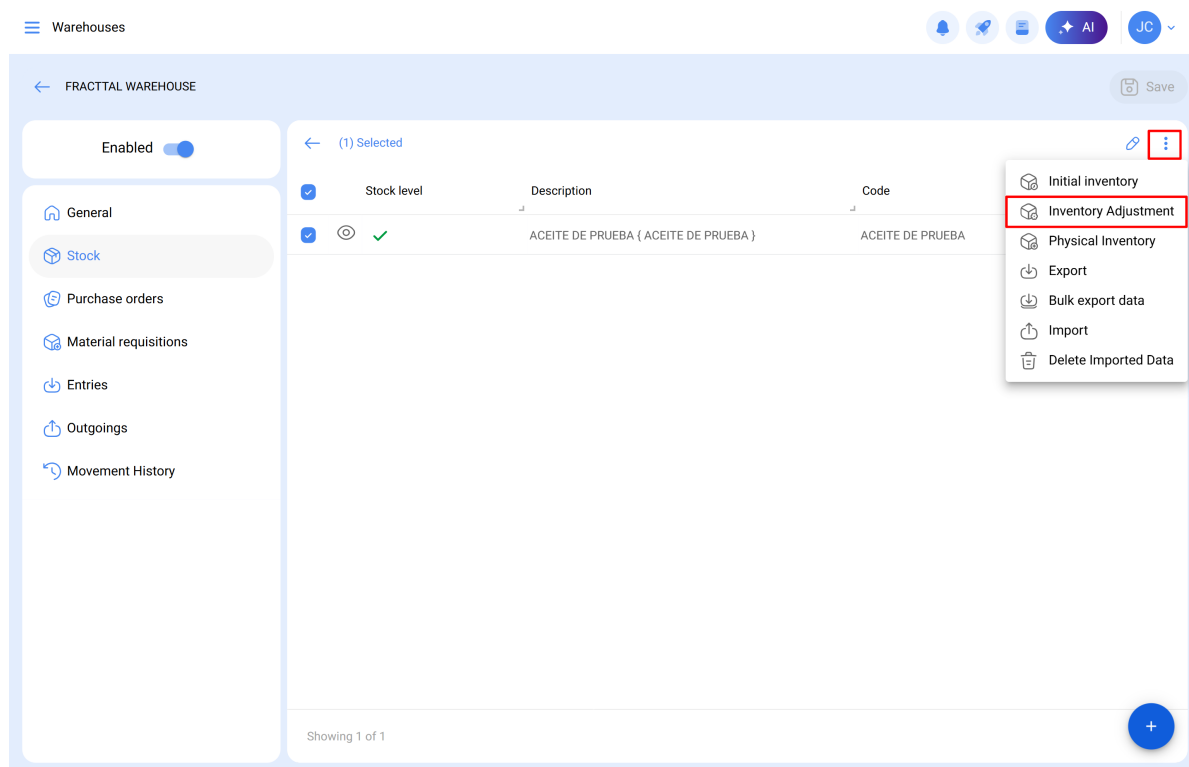 Warehouses
AI
JC
FRACTTAL WAREHOUSE
Save
Enabled
General
Stock
Purchase orders
Material requisitions
Entries
Outgoings
Movement History
(1) Selected
Stock level Description Code
ACEITE DE PRUEBA { ACEITE DE PRUEBA } ACEITE DE PRUEBA
Initial inventory
Inventory Adjustment
Physical Inventory
Export
Bulk export data
Import
Delete Imported Data
Showing 1 of 1